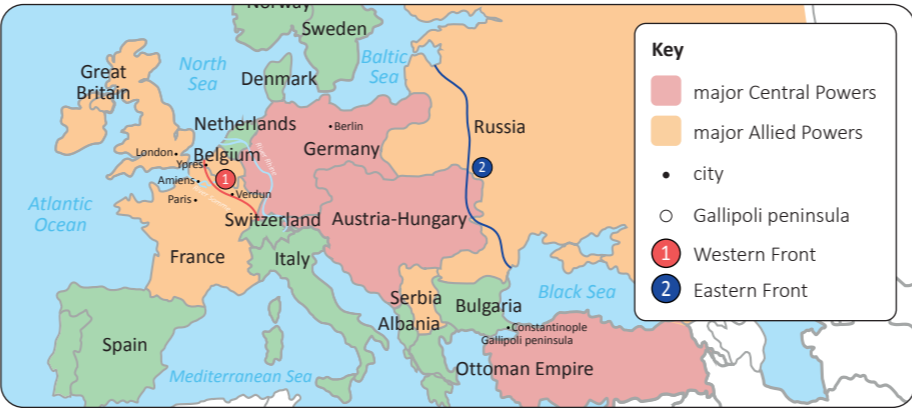 Norway
Sweden
Baltic
Sea
North
Sea
Denmark
Great
Britain
Netherlands
Berlin
Germany
Russia
London
Belgium
Ypres
1
2
Amiens
Verdun
Paris
Atlantic
Ocean
Switzerland
Austria-Hungary
France
Italy
Serbia
Bulgaria
Black Sea
Albania
Constantinople
Gallipoli peninsula
Spain
Ottoman Empire
Mediterranean Sea
Key
major Central Powers
major Allied Powers
city
Gallipoli peninsula
1 Western Front
2 Eastern Front